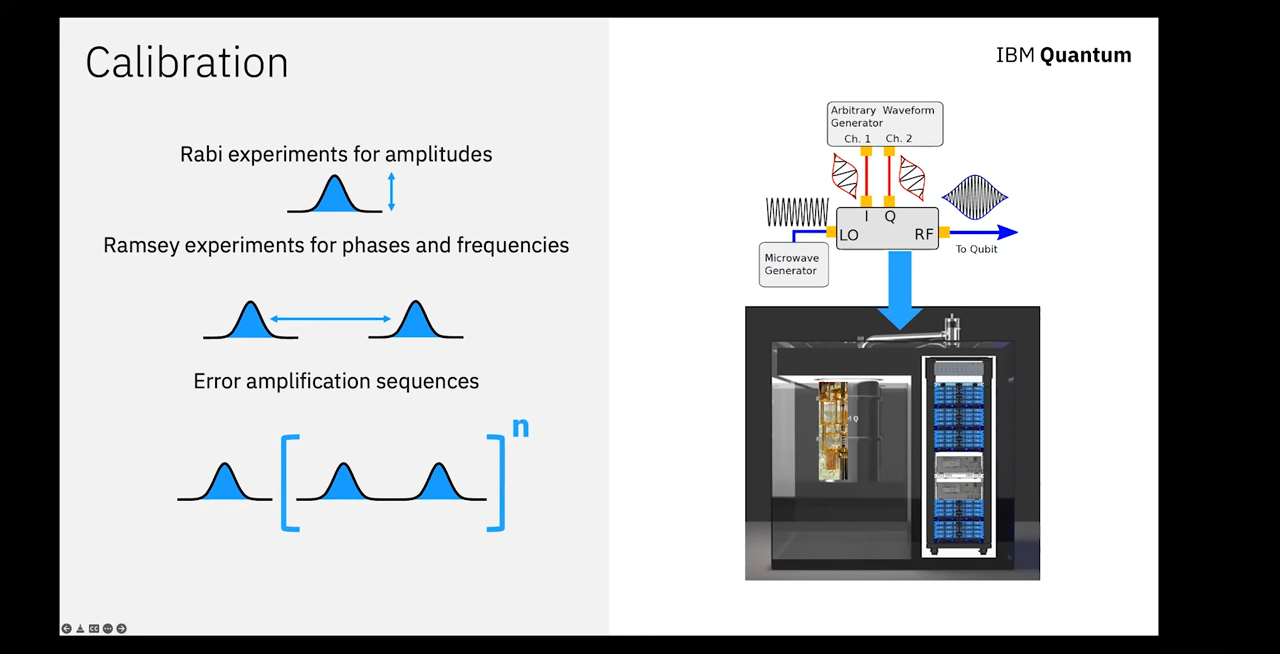 Calibration
IBM Quantum
Rabi experiments for amplitudes
Ramsey experiments for phases and frequencies
Error amplification sequences
n
Arbitrary Waveform
Generator
Ch. 1 Ch. 2
I Q
LO RF
Microwave
Generator
To Qubit